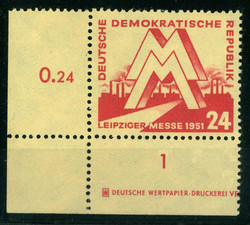 DEUTSCHE DEMOKRATISCHE REPUBLIK
MM
0.24
LEIPZIGER MESSE 1951 24
1
DEUTSCHE WERTPAPIER-DRUCKEREI VE